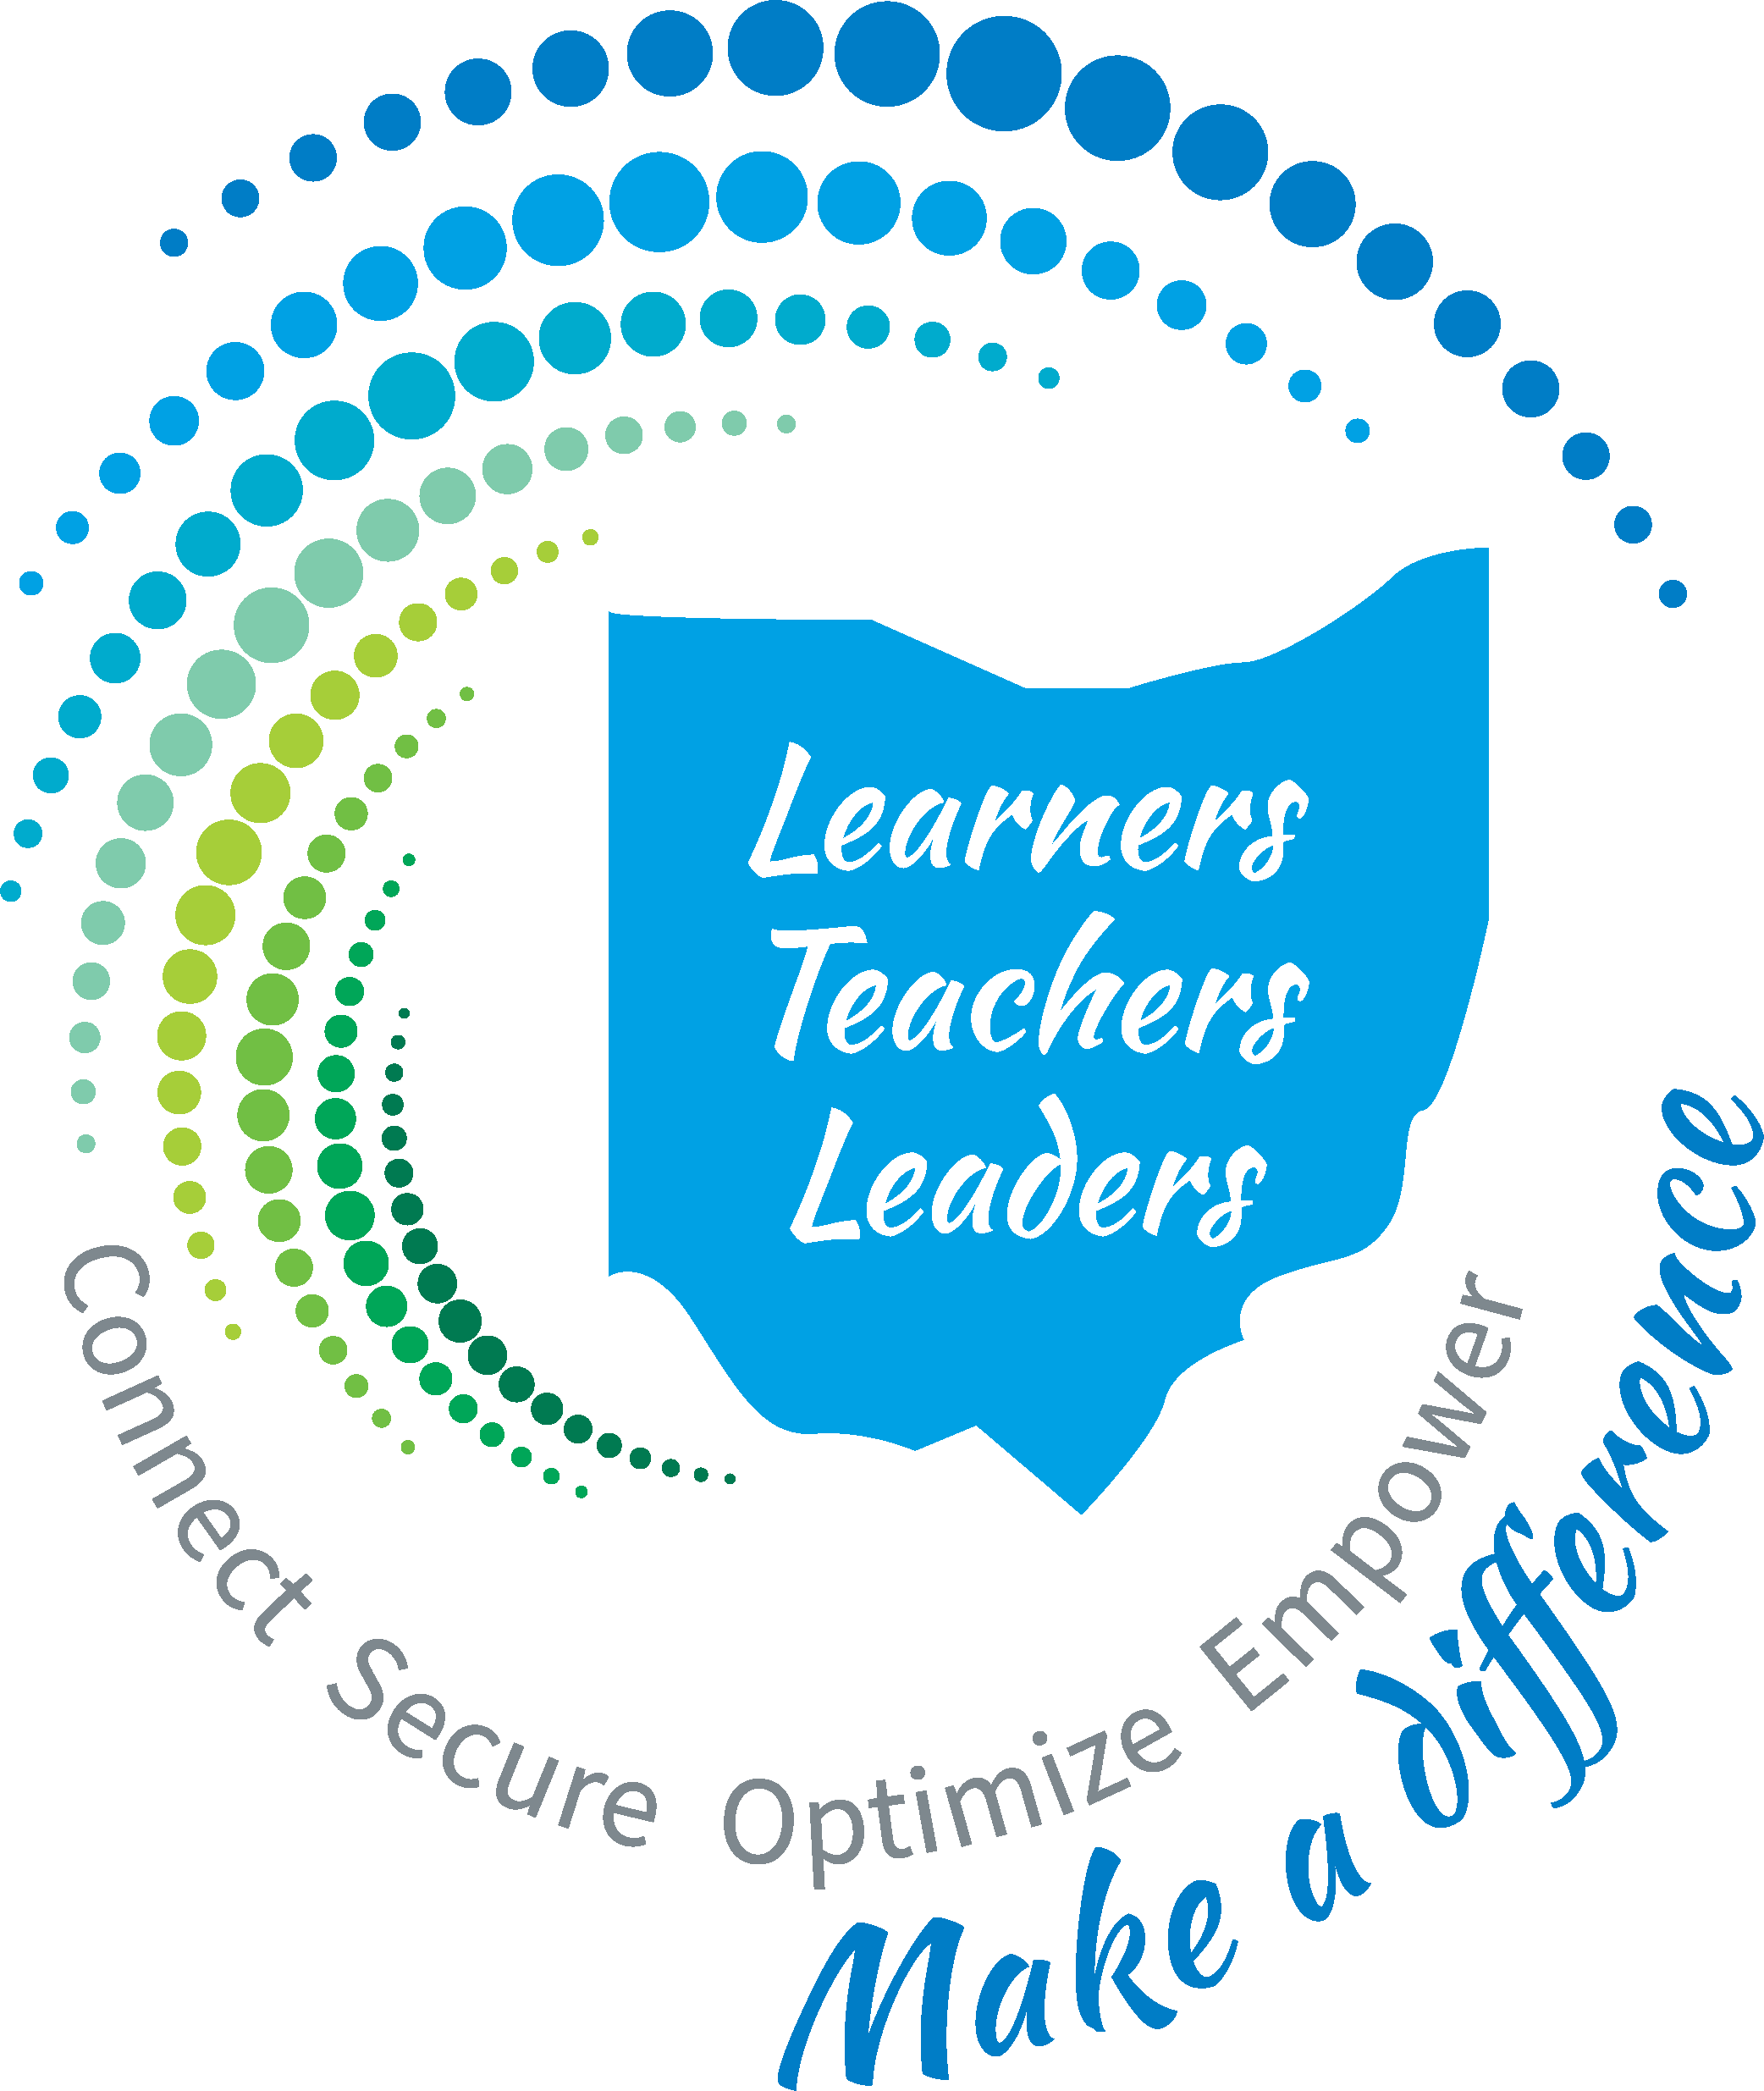 Learners
Teachers
Leaders
Connect Secure Optimize Empower
Make a difference